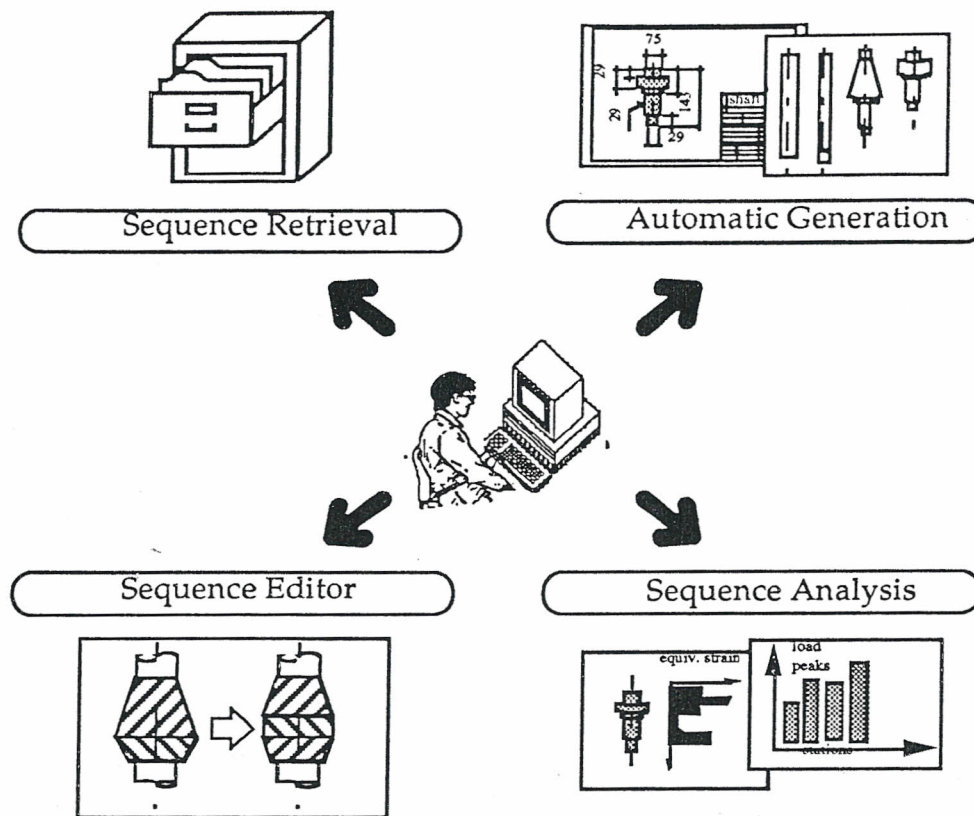 75
29
143
29
29
shaft
Sequence Retrieval
Automatic Generation
Sequence Editor
Sequence Analysis
equiv. strain
load
peaks
stations